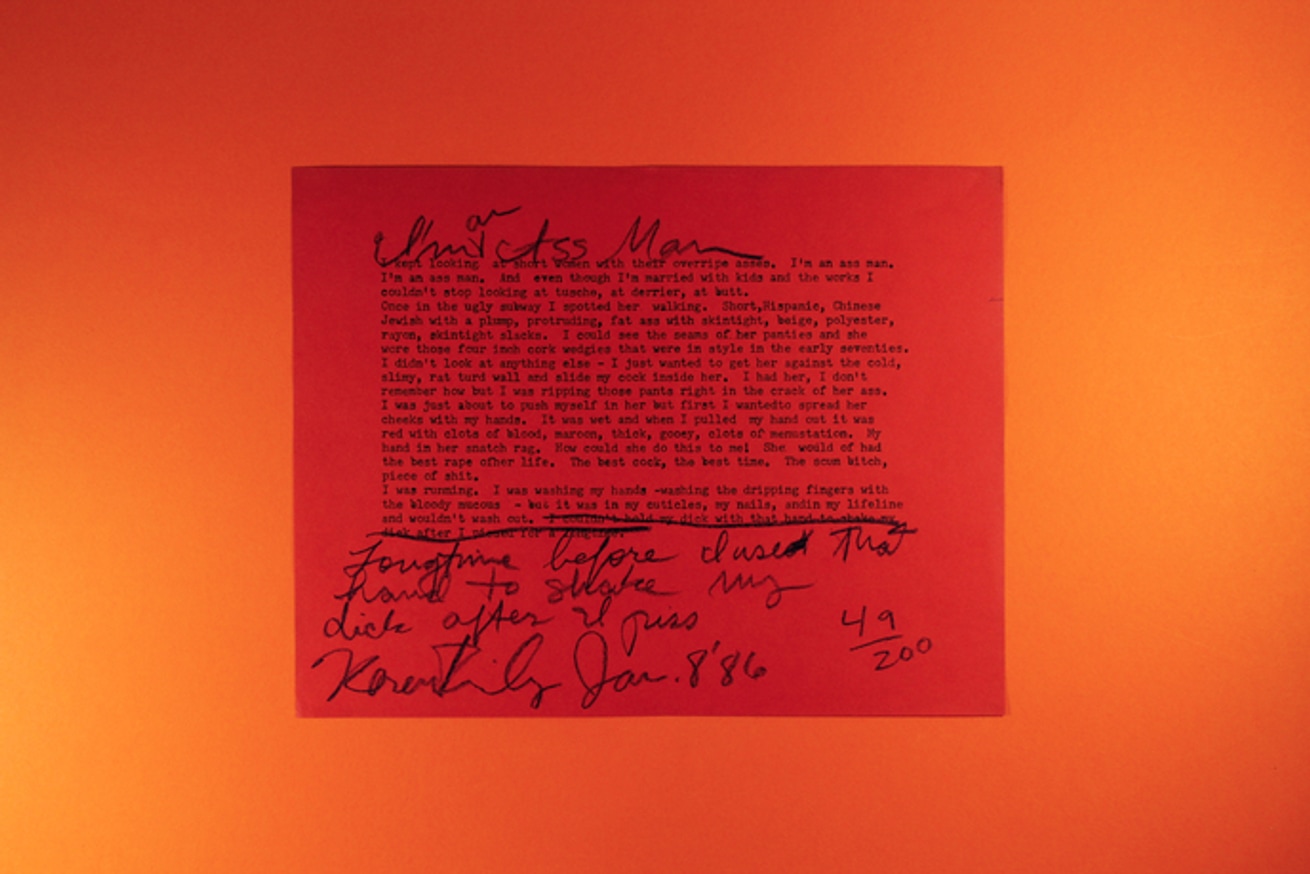 I'm an Ass Man
I kept looking at short women with their overripe asses. I'm an ass man.
I'm an ass man. And even though I'm married with kids and the works I
couldn't stop looking at tusche, at derrier, at butt.
Once in the ugly subway I spotted her walking. Short,Hispanic, Chinese
Jewish with a plump, protruding, fat ass with skintight, beige, polyester,
rayon, skintight slacks. I could see the seams of her panties and she
wore those four inch cork wedgies that were in style in the early seventies.
I didn't look at anything else - I just wanted to get her against the cold,
slimy, rat turd wall and slide my cock inside her. I had her, I don't
remember how but I was ripping those pants right in the crack of her ass.
I was just about to push myself in her but first I wantedto spread her
cheeks with my hands. It was wet and when I pulled my hand out it was
red with clots of blood, maroon, thick, gooey, clots of menustation. My
hand in her snatch rag. How could she do this to me! She would of had
the best rape ofher life. The best cock, the best time. The scum bitch,
piece of shit.
I was running. I was washing my hands -washing the dripping fingers with
the bloody mucous - but it was in my cuticles, my nails, andin my lifeline
and wouldn't wash out. I couldn't hold my dick with that hand to shake my
dick after I pissed for a longtime.
Longtime before I used that
hand to shake my
dick after I piss
49
200
Karen Finley Jan. 8 '86